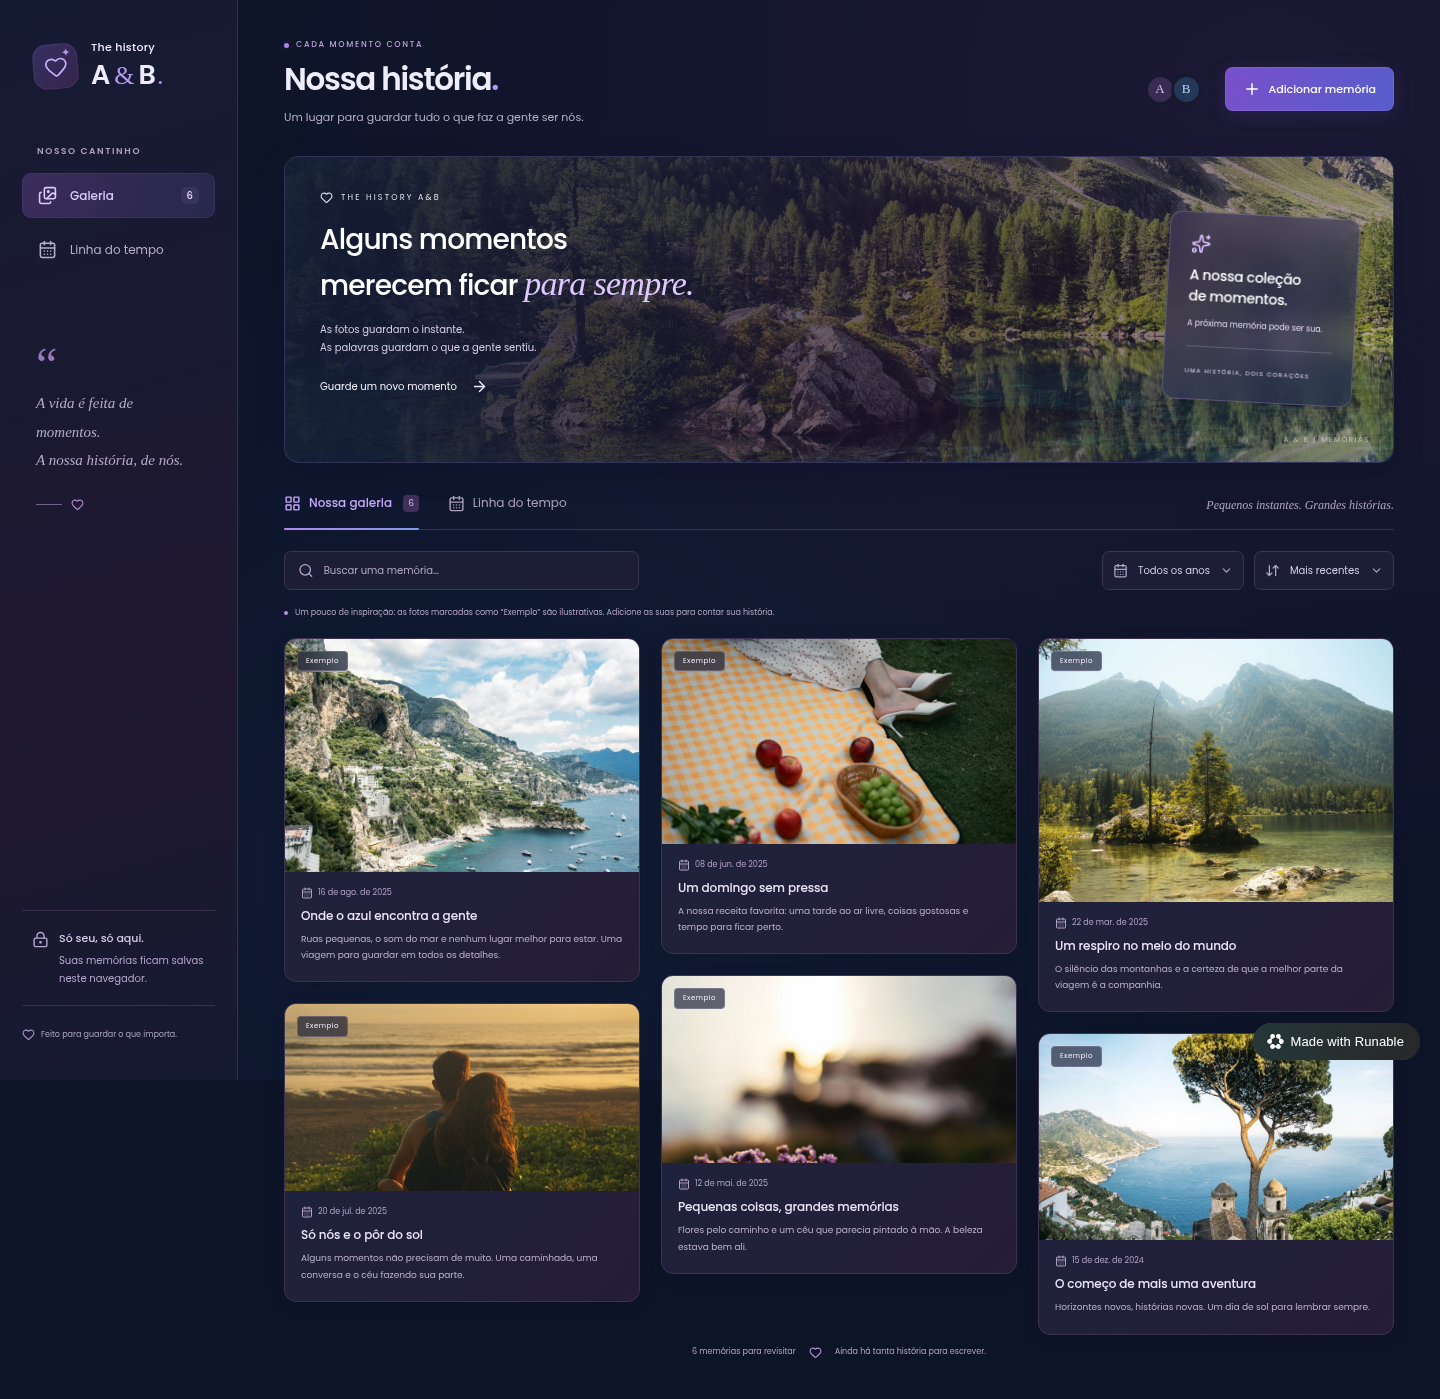 The history
A & B.
NOSSO CANTINHO
Galeria 6
Linha do tempo
“
A vida é feita de
momentos.
A nossa história, de nós.
Só seu, só aqui.
Suas memórias ficam salvas
neste navegador.
Feito para guardar o que importa.
CADA MOMENTO CONTA
Nossa história.
Um lugar para guardar tudo o que faz a gente ser nós.
A B
Adicionar memória
THE HISTORY A&B
Alguns momentos
merecem ficar para sempre.
As fotos guardam o instante.
As palavras guardam o que a gente sentiu.
Guarde um novo momento
A nossa coleção
de momentos.
A próxima memória pode ser sua.
UMA HISTÓRIA, DOIS CORAÇÕES
A & B / MEMÓRIAS
Nossa galeria 6
Linha do tempo
Pequenos instantes. Grandes histórias.
Buscar uma memória...
Todos os anos
Mais recentes
Um pouco de inspiração: as fotos marcadas como “Exemplo” são ilustrativas. Adicione as suas para contar sua história.
Exemplo
16 de ago. de 2025
Onde o azul encontra a gente
Ruas pequenas, o som do mar e nenhum lugar melhor para estar. Uma
viagem para guardar em todos os detalhes.
Exemplo
08 de jun. de 2025
Um domingo sem pressa
A nossa receita favorita: uma tarde ao ar livre, coisas gostosas e
tempo para ficar perto.
Exemplo
22 de mar. de 2025
Um respiro no meio do mundo
O silêncio das montanhas e a certeza de que a melhor parte da
viagem é a companhia.
Exemplo
20 de jul. de 2025
Só nós e o pôr do sol
Alguns momentos não precisam de muito. Uma caminhada, uma
conversa e o céu fazendo sua parte.
Exemplo
12 de mai. de 2025
Pequenas coisas, grandes memórias
Flores pelo caminho e um céu que parecia pintado à mão. A beleza
estava bem ali.
Exemplo
Made with Runable
15 de dez. de 2024
O começo de mais uma aventura
Horizontes novos, histórias novas. Um dia de sol para lembrar sempre.
6 memórias para revisitar
Ainda há tanta história para escrever.